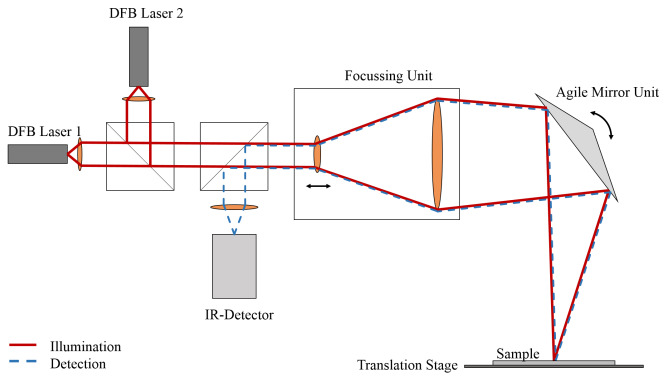 DFB Laser 2
Focussing Unit
Agile Mirror Unit
DFB Laser 1
IR-Detector
Illumination
Detection
Sample
Translation Stage